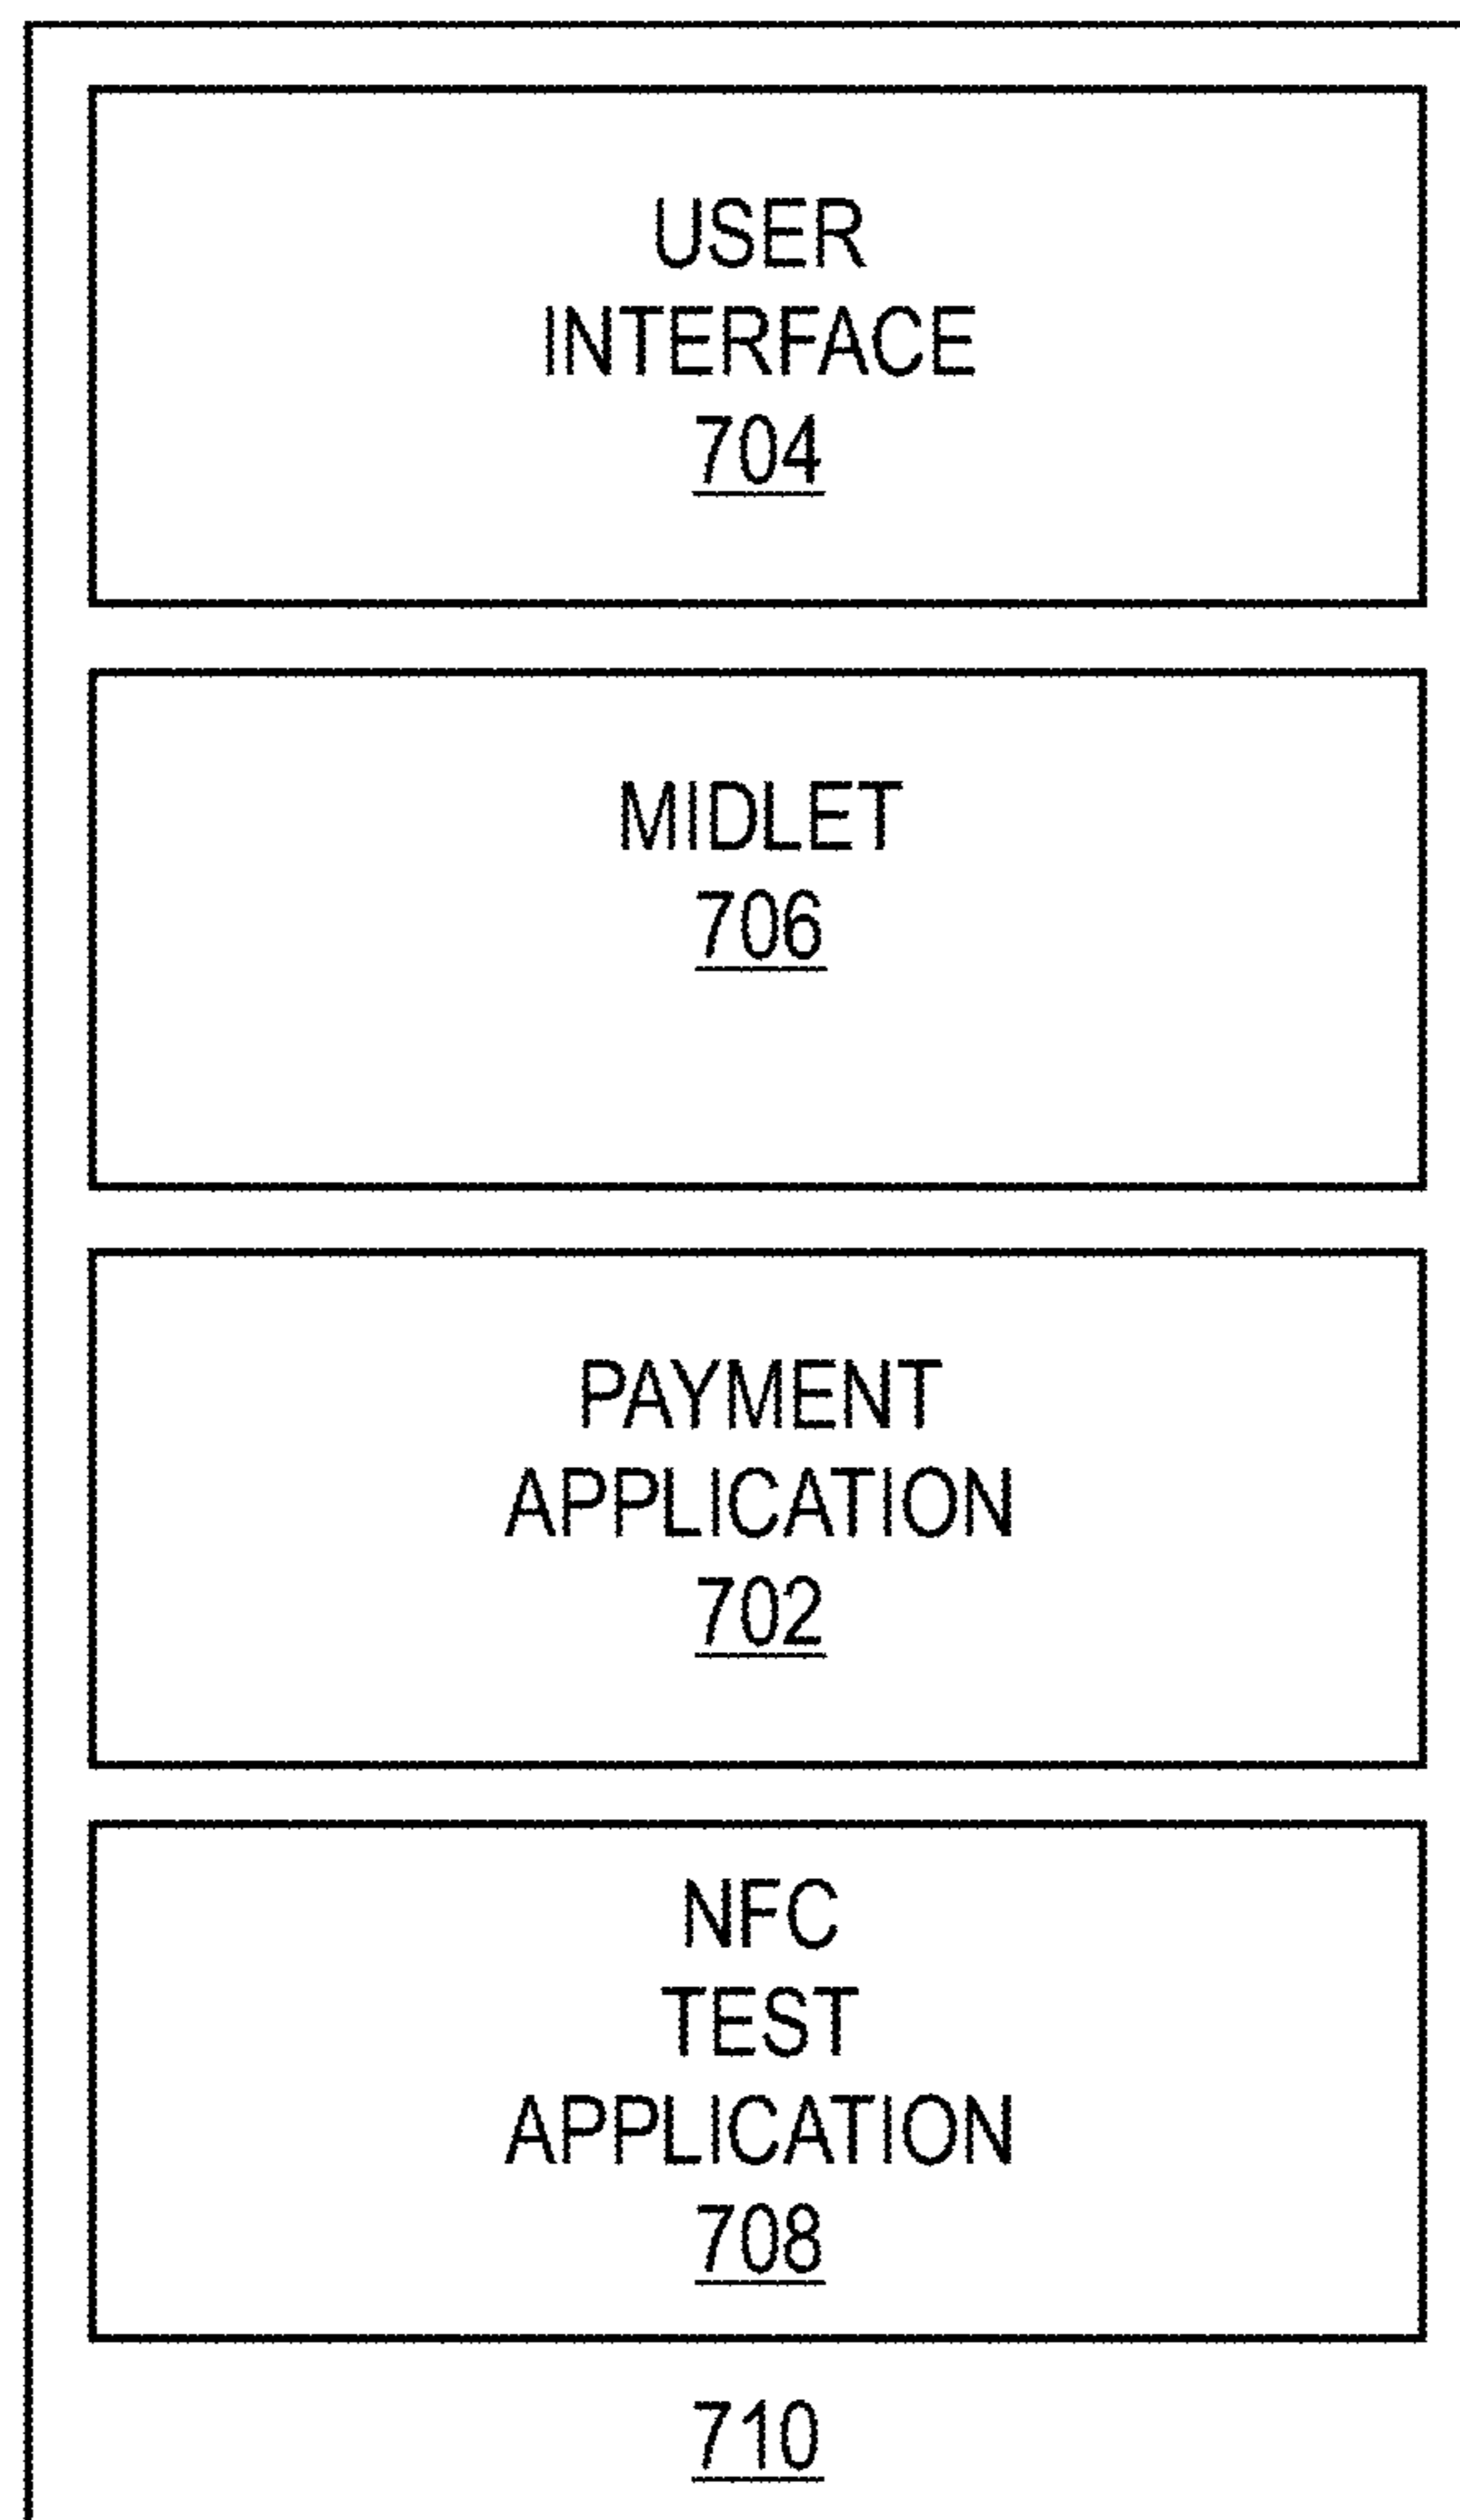 USER
INTERFACE
704
MIDLET
706
PAYMENT
APPLICATION
702
NFC
TEST
APPLICATION
708
710